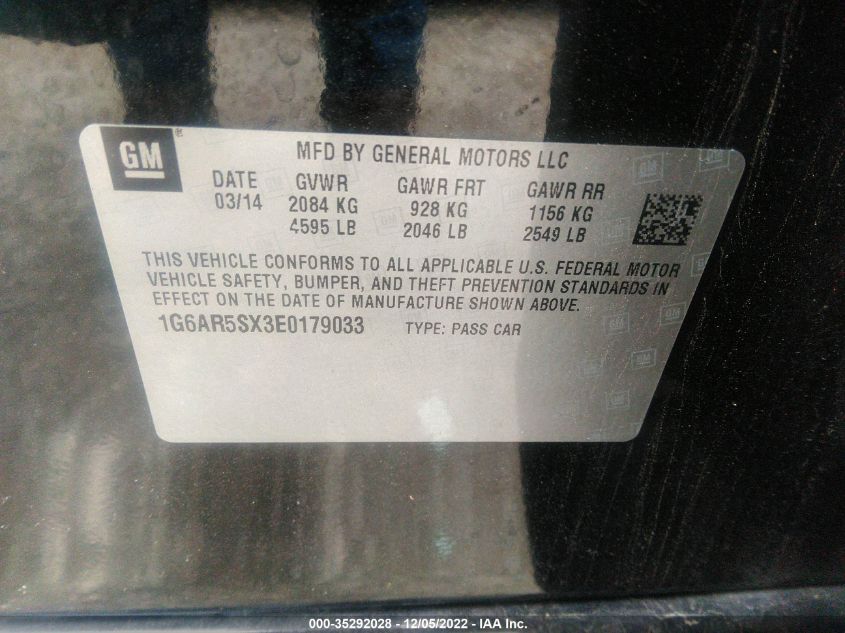 GM
MFD BY GENERAL MOTORS LLC
DATE GVWR GAWR FRT GAWR RR
03/14 2084 KG 928 KG 1156 KG
4595 LB 2046 LB 2549 LB
THIS VEHICLE CONFORMS TO ALL APPLICABLE U.S. FEDERAL MOTOR
VEHICLE SAFETY, BUMPER, AND THEFT PREVENTION STANDARDS IN
EFFECT ON THE DATE OF MANUFACTURE SHOWN ABOVE.
1G6AR5SX3E0179033 TYPE: PASS CAR
000-35292028 - 12/05/2022 - IAA Inc.